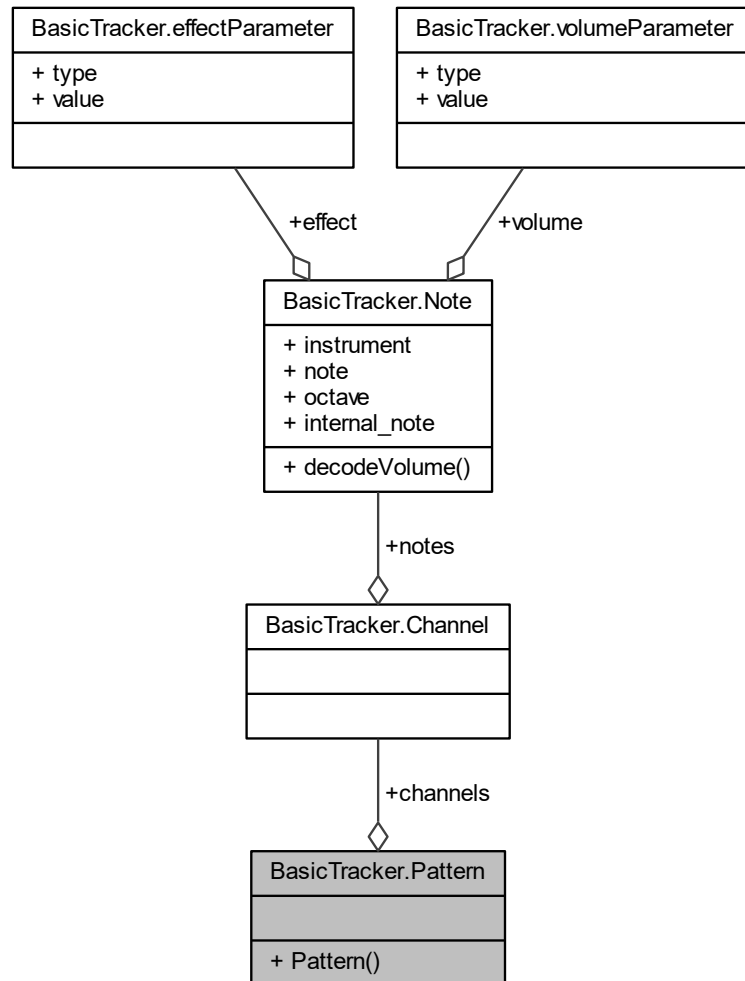 BasicTracker.effectParameter
+ type
+ value
BasicTracker.volumeParameter
+ type
+ value
+effect
+volume
BasicTracker.Note
+ instrument
+ note
+ octave
+ internal_note
+ decodeVolume()
+notes
BasicTracker.Channel
+channels
BasicTracker.Pattern
+ Pattern()